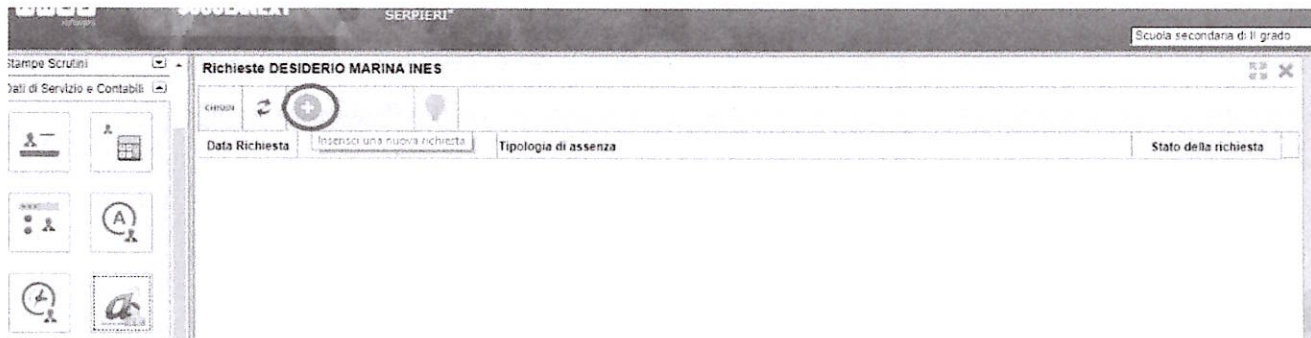 SERPIERI"
Scuola secondaria di II grado
Stampe Scrutini
Dati di Servizio e Contabili
Richieste DESIDERIO MARINA INES
CHIUDI
Inserisci una nuova richiesta
Data Richiesta
Tipologia di assenza
Stato della richiesta
A